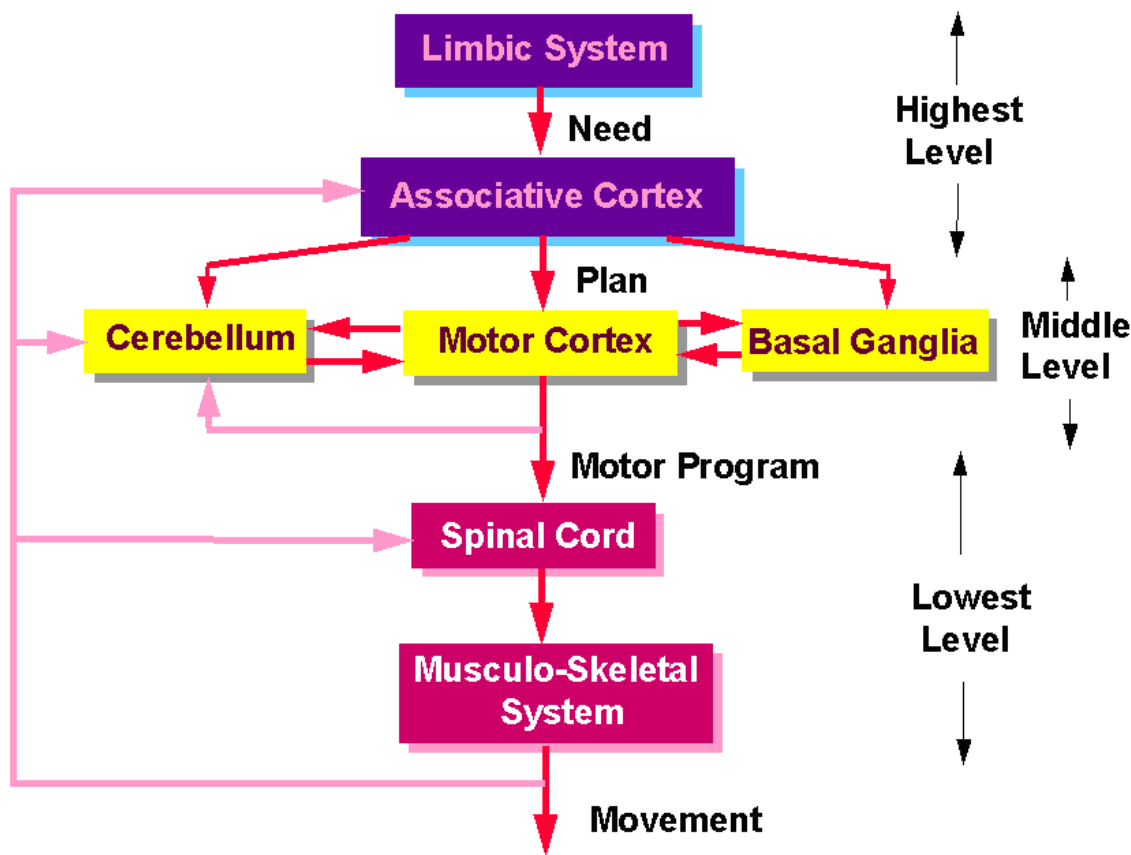 Limbic System
Need
Highest
Level
Associative Cortex
Plan
Cerebellum
Motor Cortex
Basal Ganglia
Middle
Level
Motor Program
Spinal Cord
Lowest
Level
Musculo-Skeletal
System
Movement